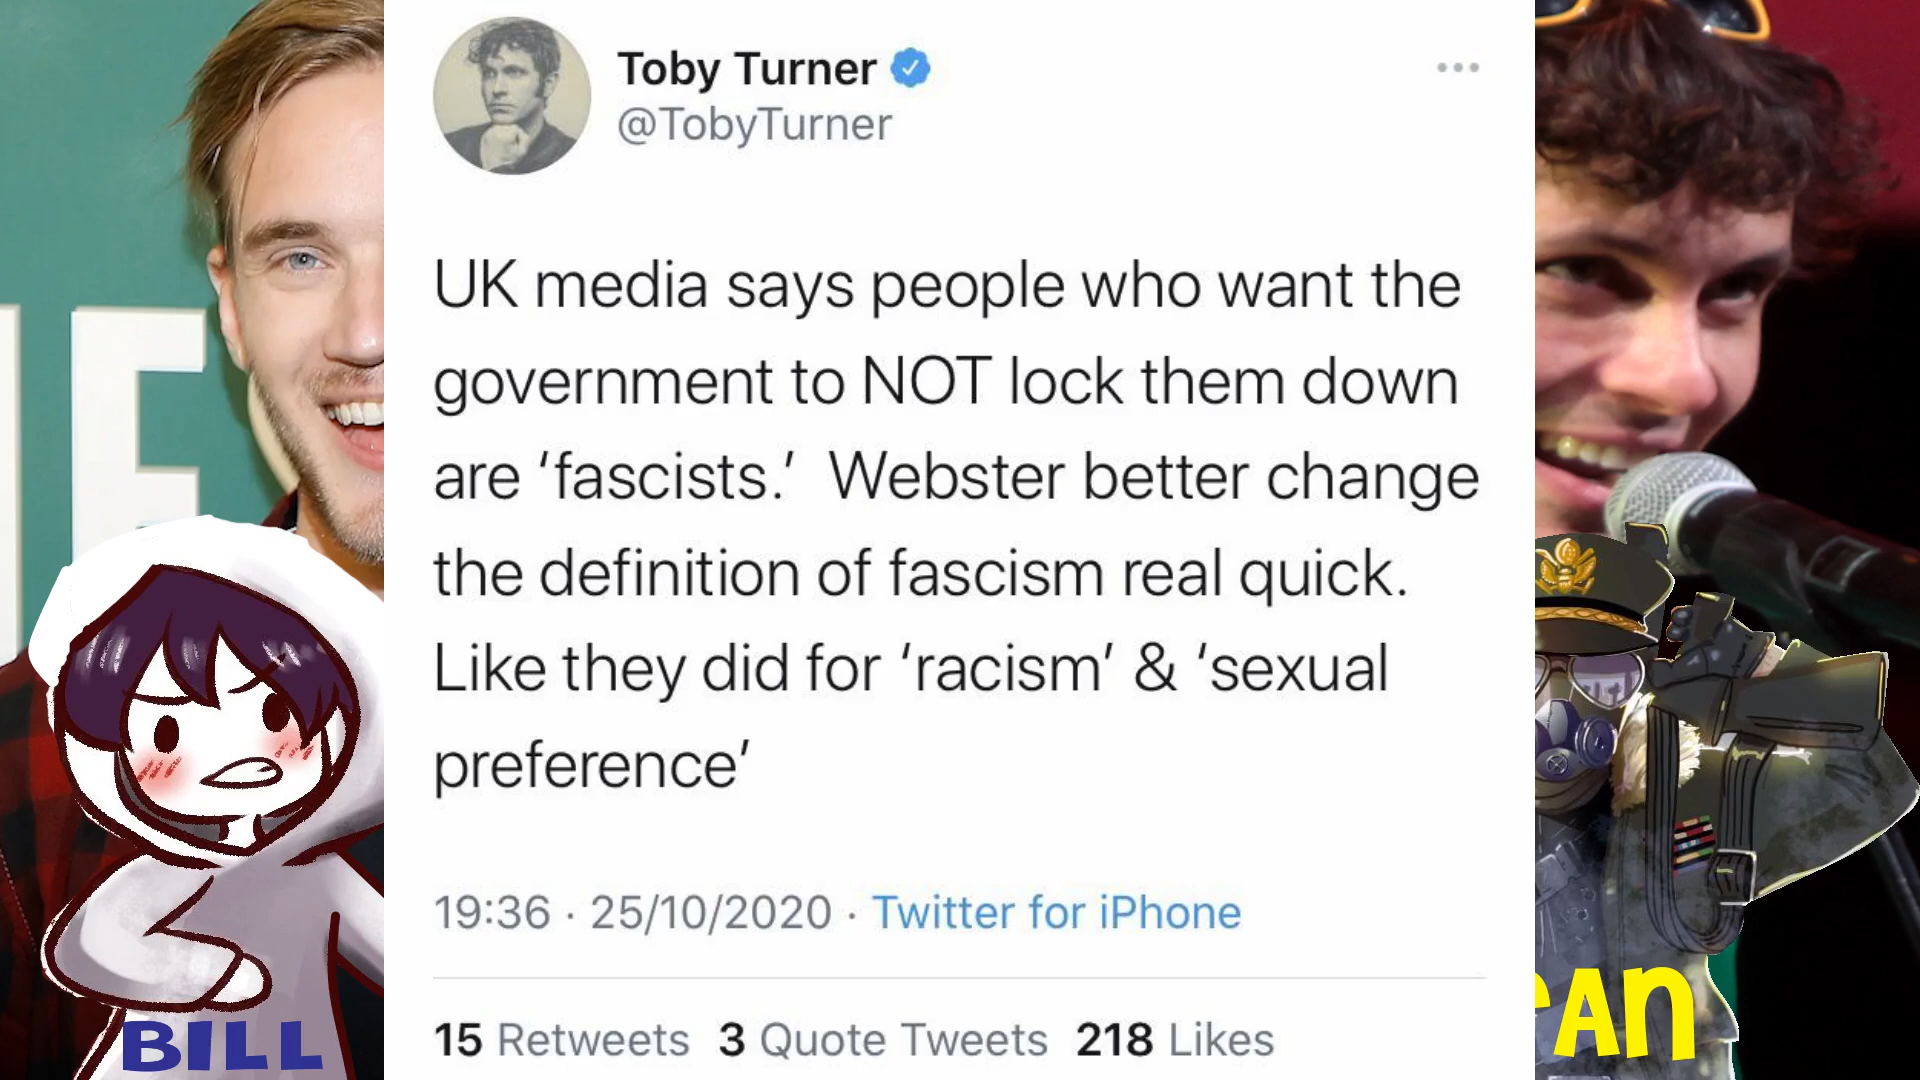 Toby Turner
@TobyTurner
UK media says people who want the
government to NOT lock them down
are ‘fascists.’ Webster better change
the definition of fascism real quick.
Like they did for ‘racism’ & ‘sexual
preference’
19:36 · 25/10/2020 · Twitter for iPhone
15 Retweets 3 Quote Tweets 218 Likes
BILL